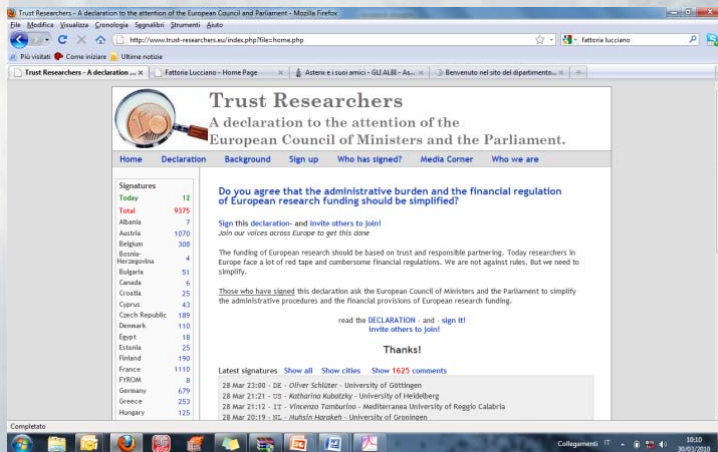 Trust Researchers - A declaration to the attention of the European Council and Parliament - Mozilla Firefox
File Modifica Visualizza Cronologia Segnalibri Strumenti Aiuto
http://www.trust-researchers.eu/index.php?file=home.php
fattoria lucciano
Più visitati Come iniziare Ultime notizie
Trust Researchers - A declaration ... Fattoria Lucciano - Home Page Asterix e i suoi amici - GLI ALBI - As... Benvenuto nel sito del dipartimento...
Trust Researchers
A declaration to the attention of the
European Council of Ministers and the Parliament.
Home Declaration Background Sign up Who has signed? Media Corner Who we are
Signatures
Today 12
Total 9375
Albania 7
Austria 1070
Belgium 308
Bosnia-Herzegovina 4
Bulgaria 51
Canada 6
Croatia 25
Cyprus 43
Czech Republic 189
Denmark 110
Egypt 18
Estonia 25
Finland 190
France 1110
FYROM 8
Germany 679
Greece 253
Hungary 125
Do you agree that the administrative burden and the financial regulation
of European research funding should be simplified?
Sign this declaration- and invite others to join!
Join our voices across Europe to get this done
The funding of European research should be based on trust and responsible partnering. Today researchers in
Europe face a lot of red tape and cumbersome financial regulations. We are not against rules. But we need to
simplify.
Those who have signed this declaration ask the European Council of Ministers and the Parliament to simplify
the administrative procedures and the financial provisions of European research funding.
read the DECLARATION - and - sign it!
invite others to join!
Thanks!
Latest signatures Show all Show cities Show 1625 comments
28 Mar 23:00 - DE - Oliver Schlüter - University of Göttingen
28 Mar 21:21 - US - Katharina Kubatzky - University of Heidelberg
28 Mar 21:12 - IT - Vincenzo Tamburino - Mediterranea University of Reggio Calabria
28 Mar 20:19 - NL - Muhsin Harakeh - University of Groningen
Completato
Collegamenti IT
10:10
30/03/2010